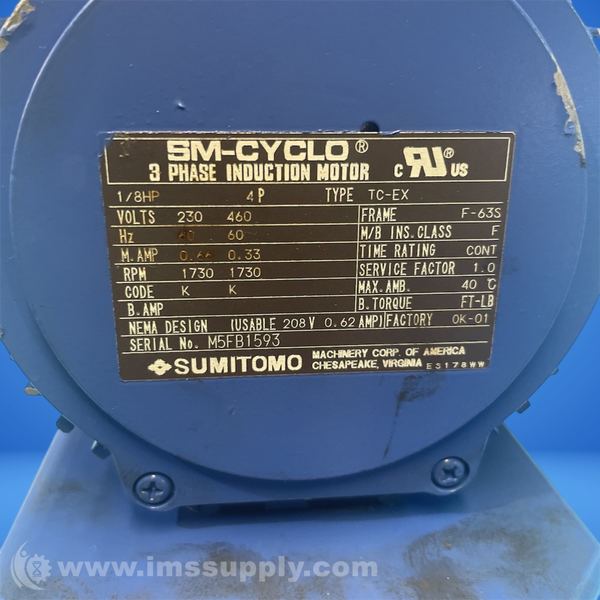 SM-CYCLO®
3 PHASE INDUCTION MOTOR
C UR US
1/8HP 4P TYPE TC-EX
VOLTS 230 460 FRAME F-63S
Hz 60 60 M/B INS. CLASS F
M. AMP 0.66 0.33 TIME RATING CONT
RPM 1730 1730 SERVICE FACTOR 1.0
CODE K K MAX. AMB. 40 ℃
B. AMP B. TORQUE FT-LB
NEMA DESIGN (USABLE 208V 0.62 AMP) FACTORY OK-01
SERIAL No. M5FB1593
SUMITOMO MACHINERY CORP. OF AMERICA
CHESAPEAKE, VIRGINIA ES178WW
www.imssupply.com